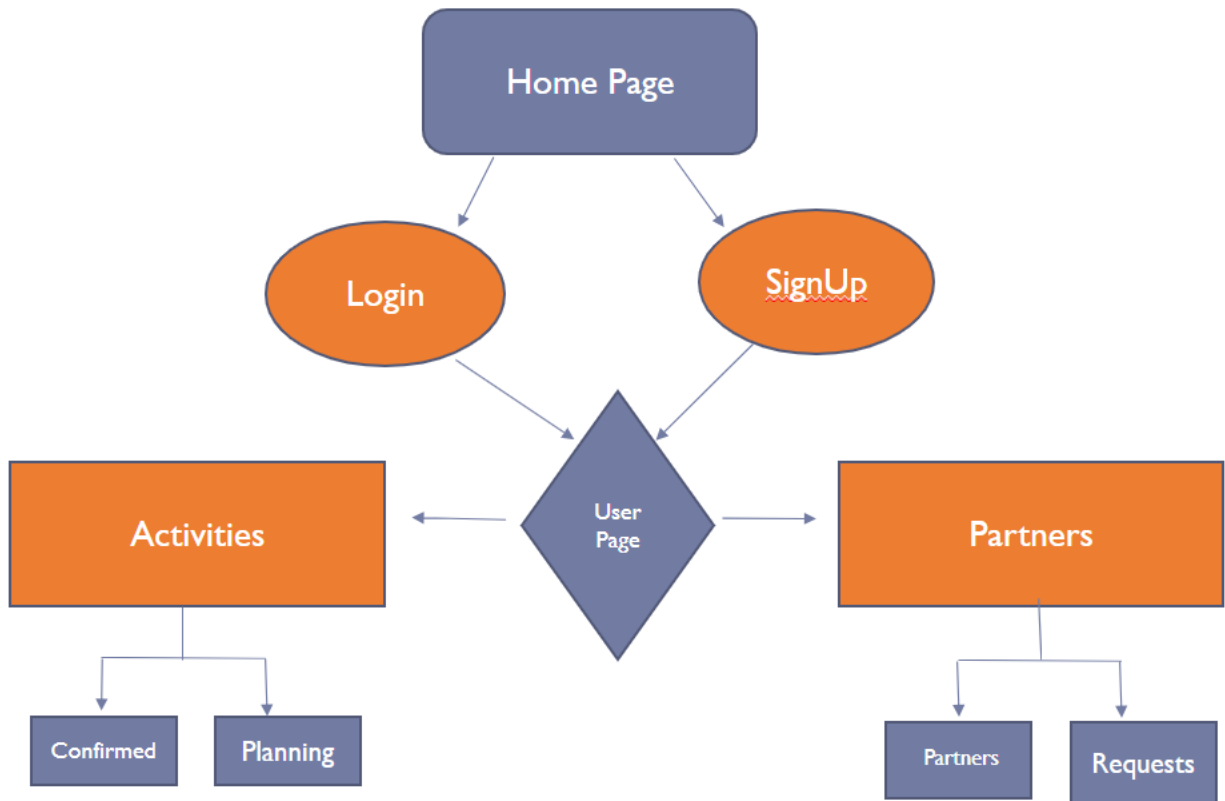 Home Page
Login
SignUp
User
Page
Activities
Partners
Confirmed
Planning
Partners
Requests